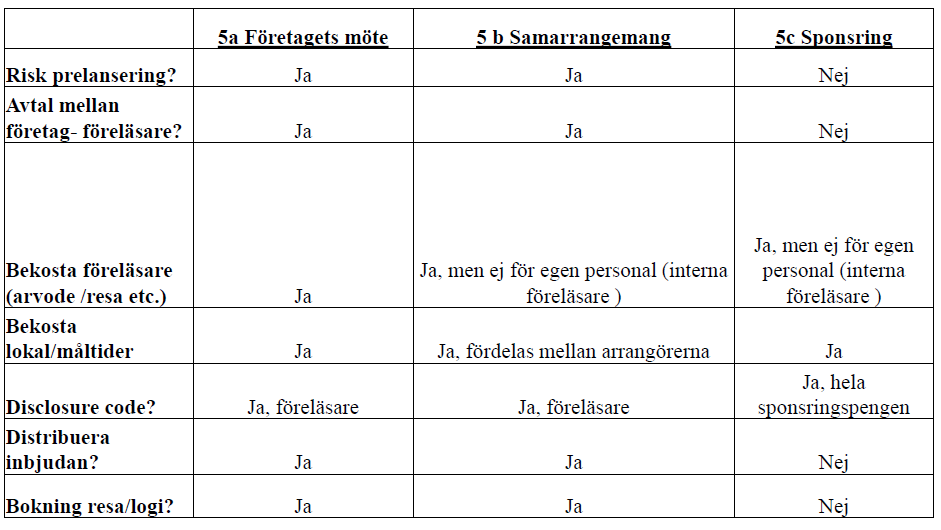 5a Företagets möte 5 b Samarrangemang 5c Sponsring
Risk prelansering? Ja Ja Nej
Avtal mellan
företag- föreläsare? Ja Ja Nej
Ja, men ej för egen
Bekosta föreläsare Ja, men ej för egen personal (interna personal (interna
(arvode /resa etc.) Ja föreläsare ) föreläsare )
Bekosta
lokal/måltider Ja Ja, fördelas mellan arrangörerna Ja
Ja, hela
Disclosure code? Ja, föreläsare Ja, föreläsare sponsringspengen
Distribuera
inbjudan? Ja Ja Nej
Bokning resa/logi? Ja Ja Nej